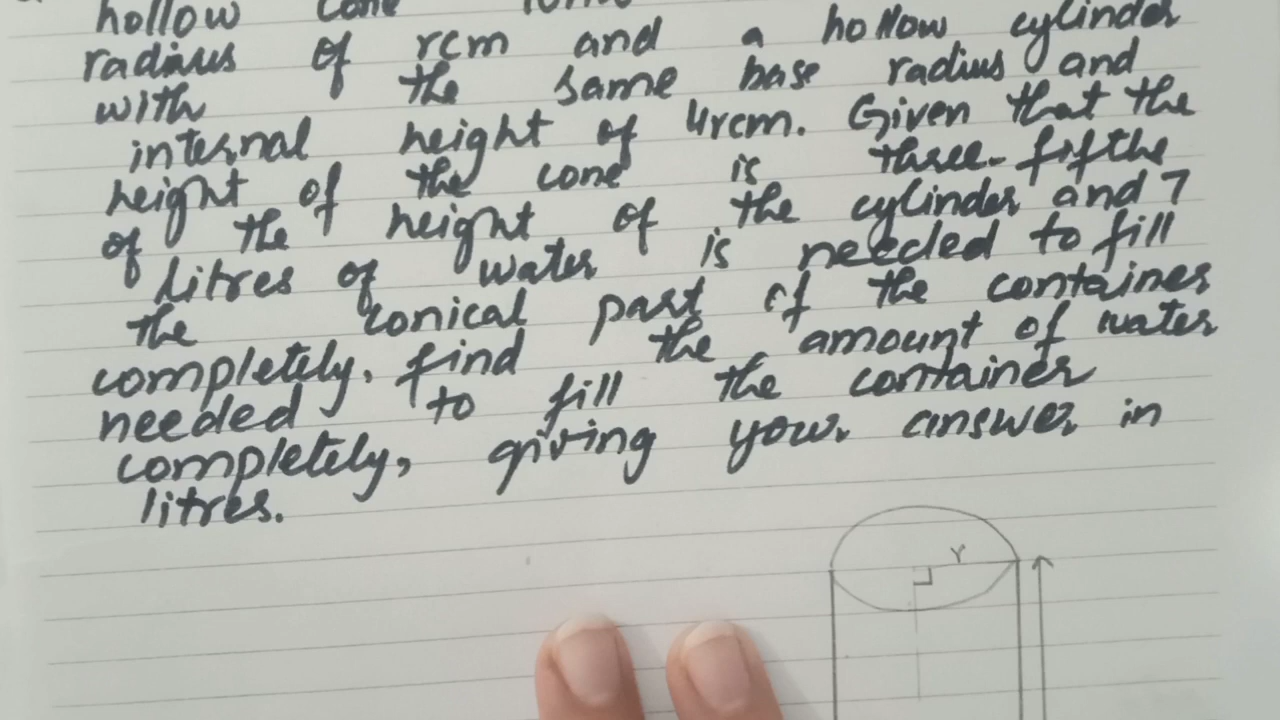 hollow cone
radius of rcm and a hollow cylinder
with the same base radius and
internal height of 4rcm. Given that the
height of the cone is three-fifths
of the height of the cylinder and 7
litres of water is needed to fill
the conical part of the container
completely, find the amount of water
needed to fill the container
completely, giving your answer in
litres.
r